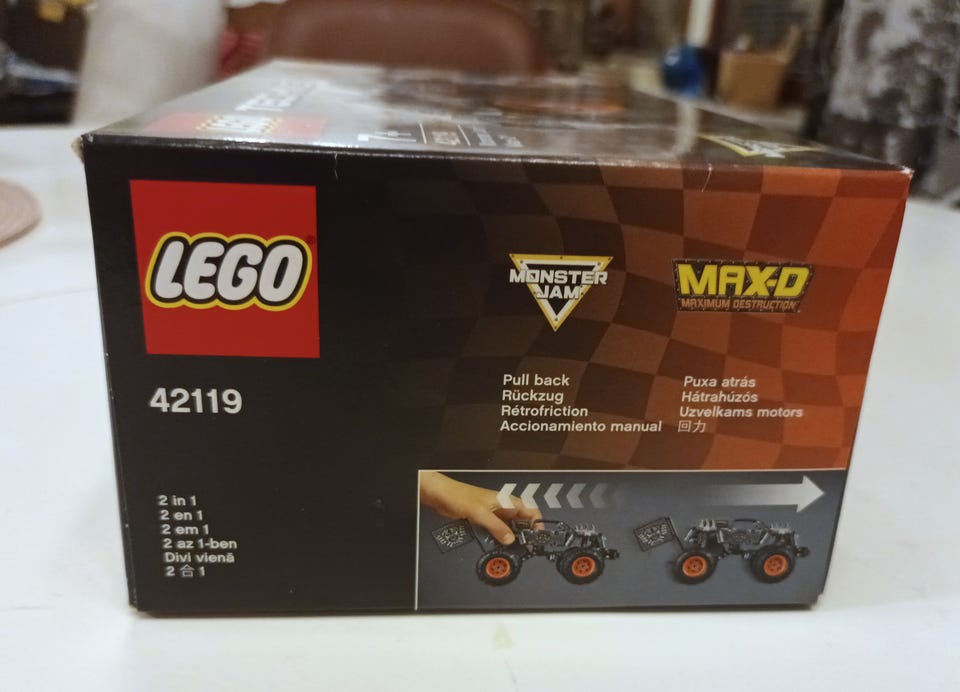 7+
42119
LEGO
MONSTER
JAM
MAX-D
MAXIMUM DESTRUCTION
42119
Pull back
Rückzug
Rétrofriction
Accionamiento manual
Puxa atrás
Hátrahúzós
Uzvelkams motors
回力
2 in 1
2 en 1
2 em 1
2 az 1-ben
Divi vienā
2 合 1